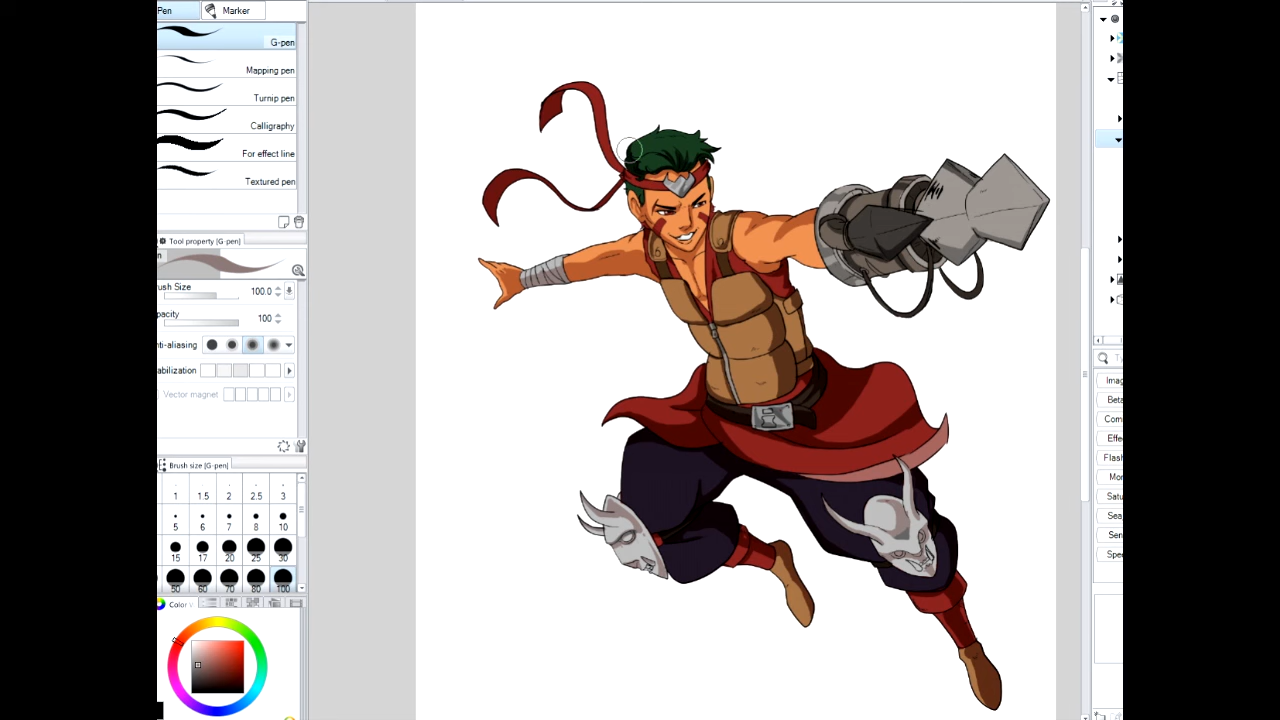 Pen
Marker
G-pen
Mapping pen
Turnip pen
Calligraphy
For effect line
Textured pen
Tool property [G-pen]
rush Size
100.0
pacity
100
nti-aliasing
abilization
Vector magnet
Brush size [G-pen]
1 1.5 2 2.5 3
5 6 7 8 10
15 17 20 25 30
50 60 70 80 100
Color
Imag
Beta
Com
Effe
Flash
Mor
Satu
Sea
Sen
Spe